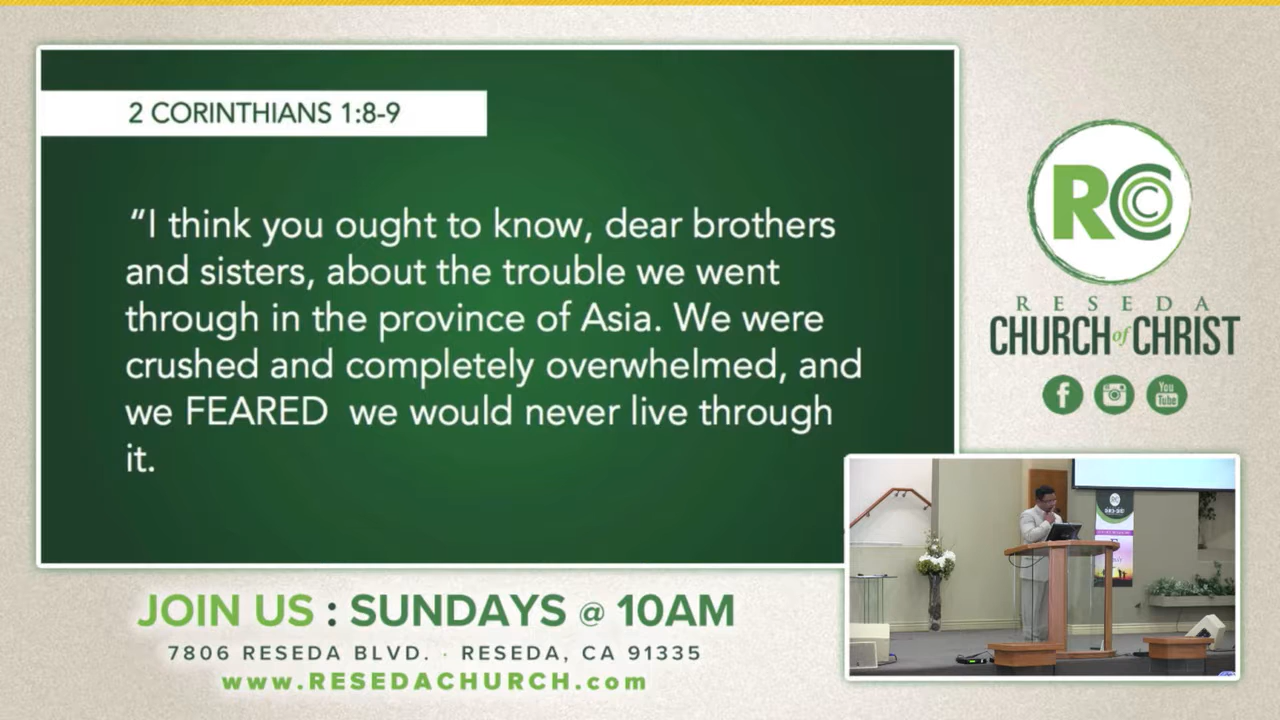 2 CORINTHIANS 1:8-9
“I think you ought to know, dear brothers
and sisters, about the trouble we went
through in the province of Asia. We were
crushed and completely overwhelmed, and
we FEARED  we would never live through
it.
RCC
RESEDA
CHURCH of CHRIST
f
You
Tube
JOIN US : SUNDAYS @ 10AM
7806 RESEDA BLVD. · RESEDA, CA 91335
www.RESEDACHURCH.com